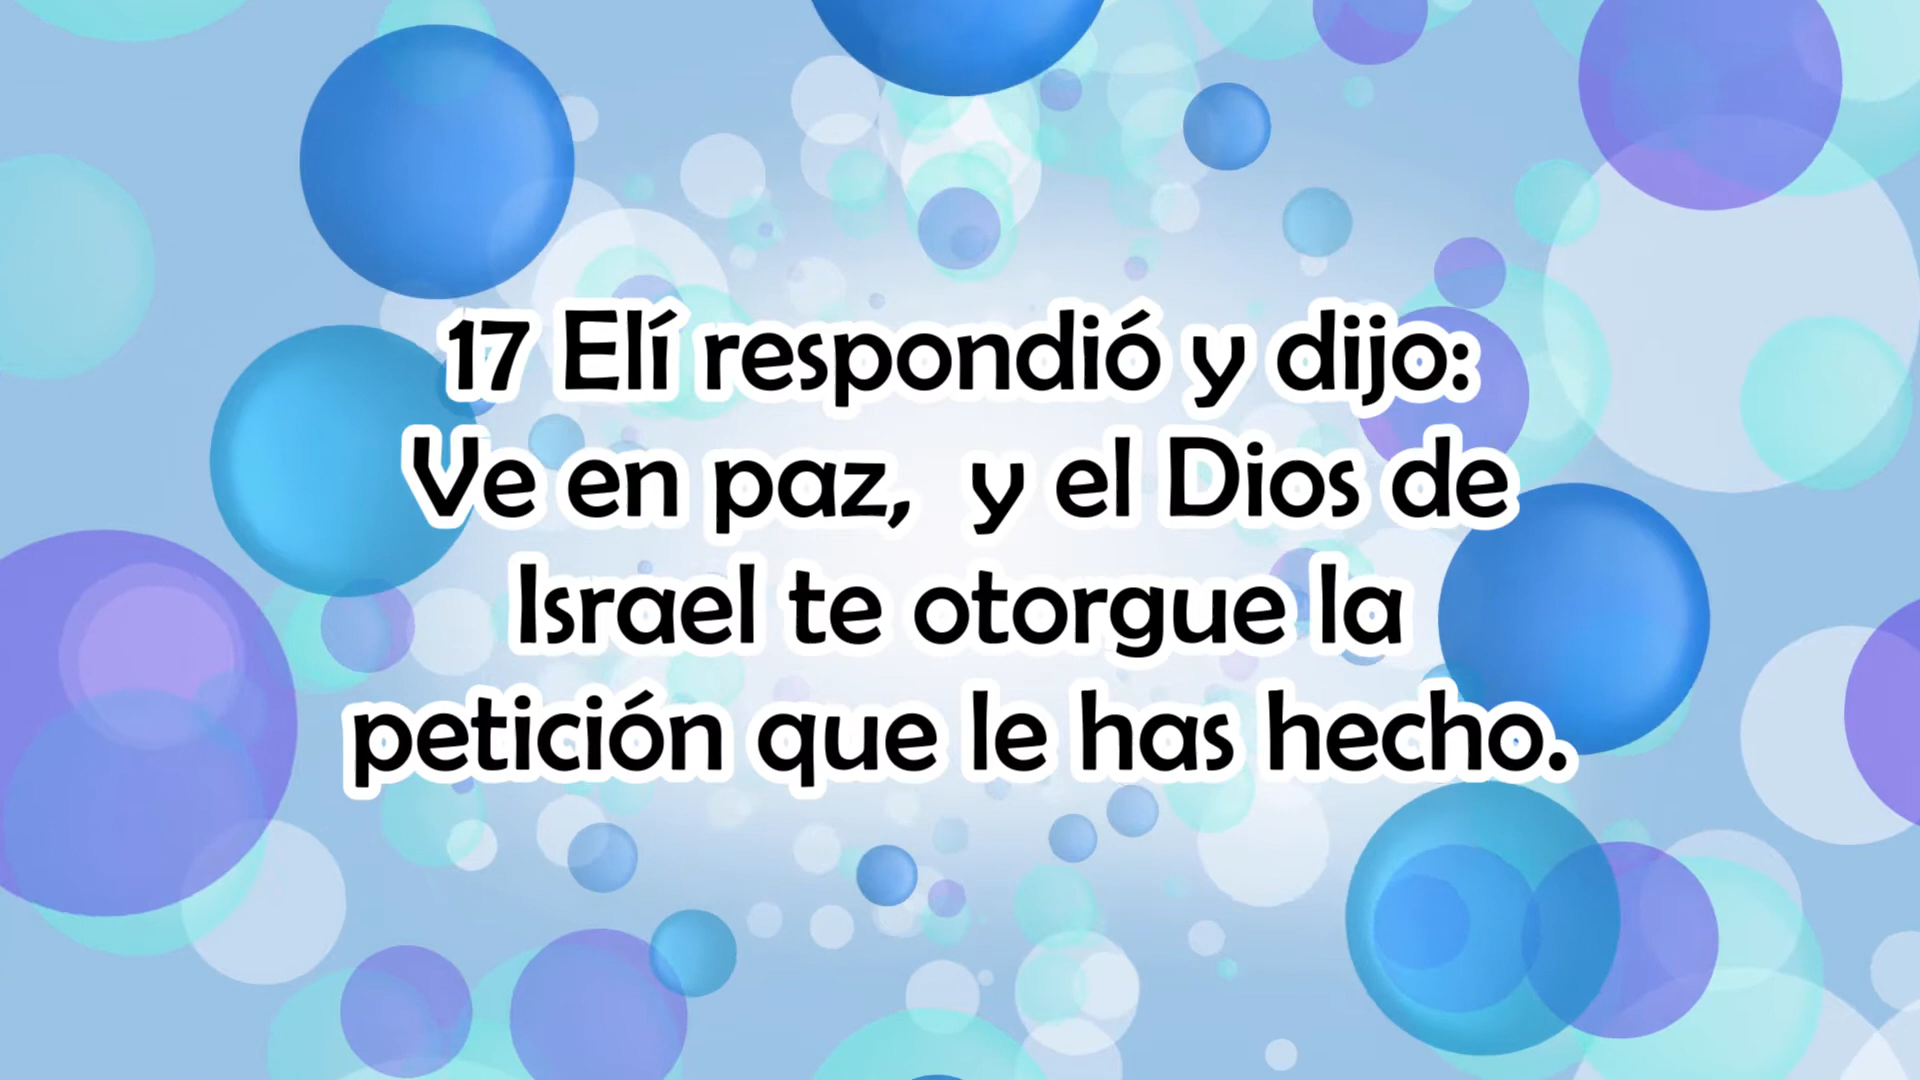 17 Elí respondió y dijo:
Ve en paz,  y el Dios de
Israel te otorgue la
petición que le has hecho.